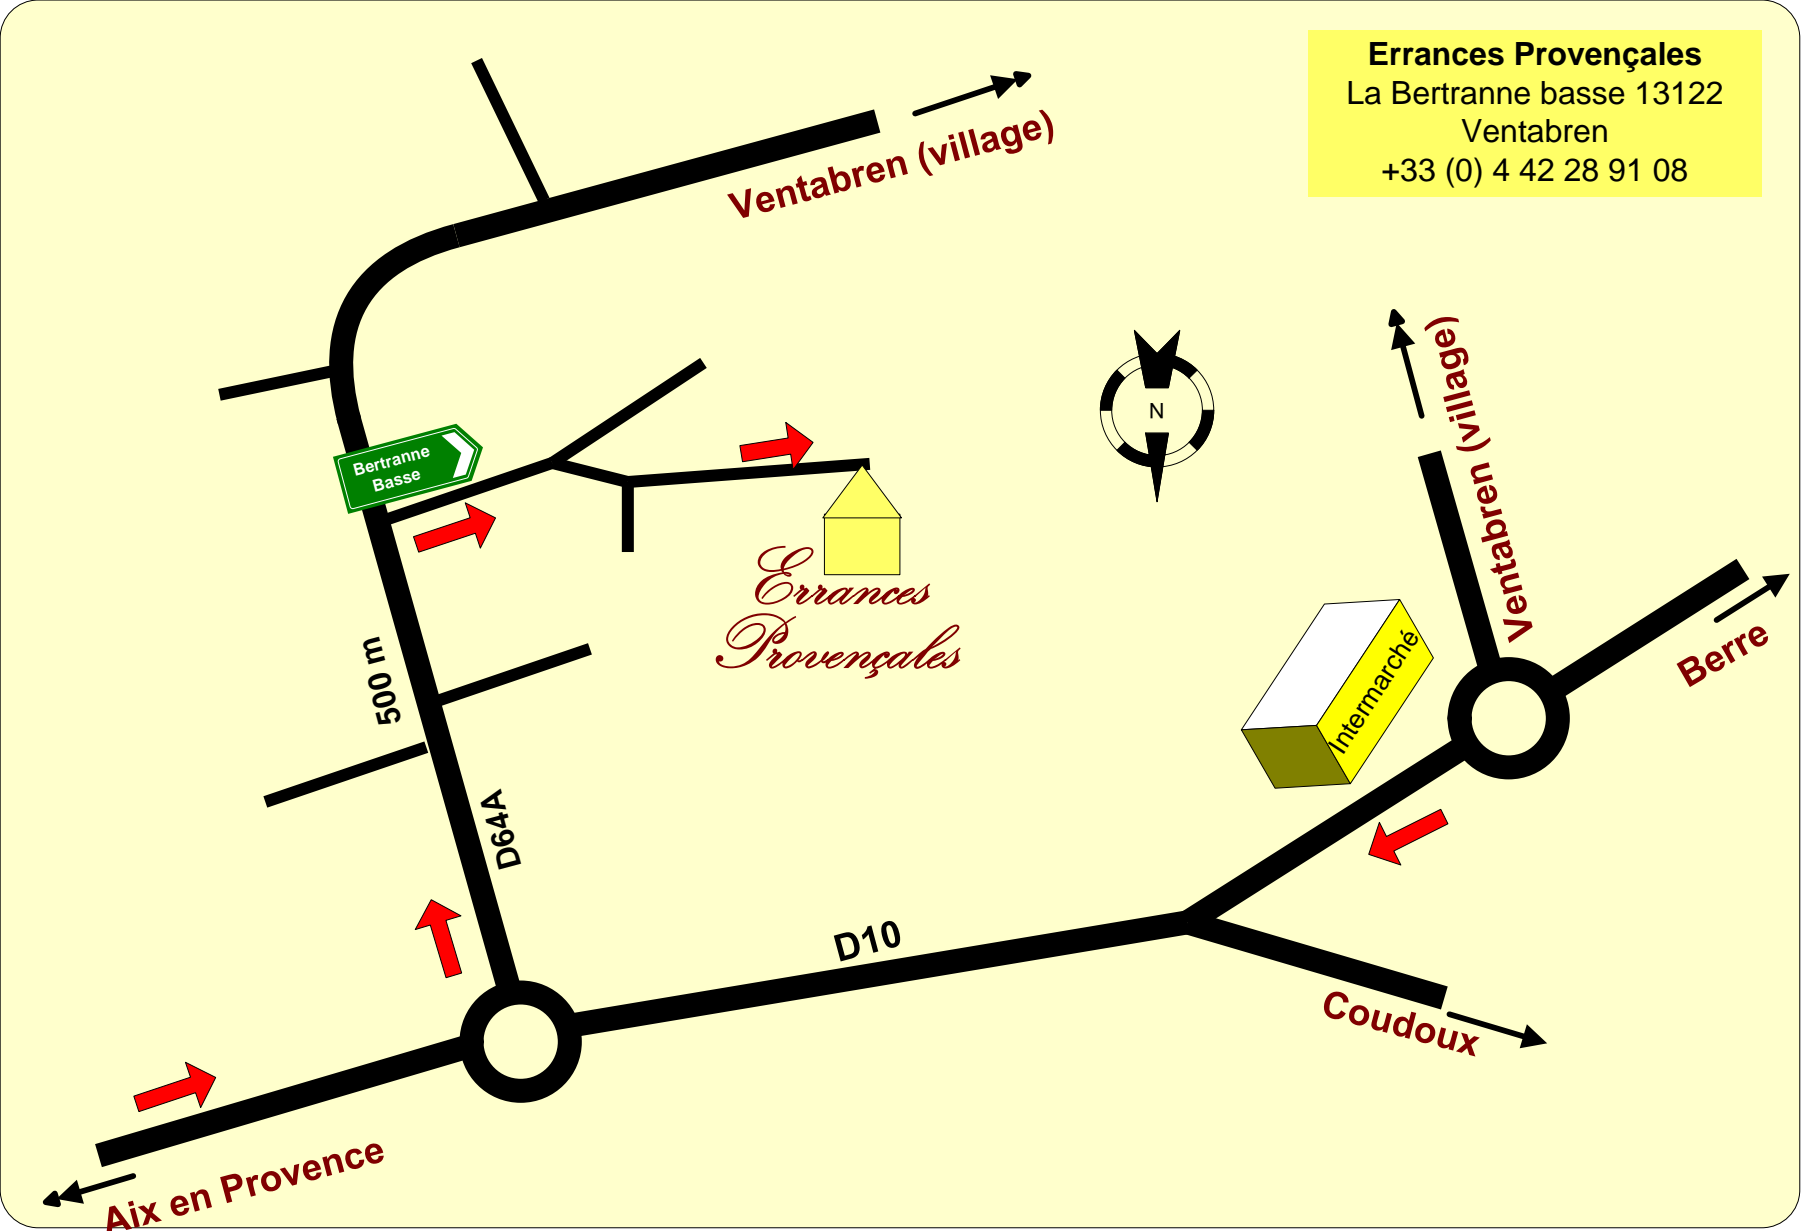 Errances Provençales
La Bertranne basse 13122
Ventabren
+33 (0) 4 42 28 91 08
Ventabren (village)
Ventabren (village)
N
Bertranne
Basse
Errances
Provençales
Berre
Intermarché
500 m
D64A
D10
Coudoux
Aix en Provence